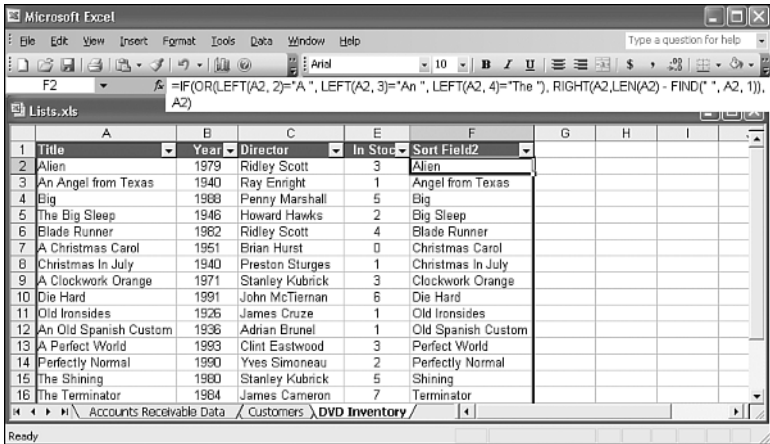 Microsoft Excel
File Edit View Insert Format Tools Data Window Help Type a question for help
Arial 10 B I U $ ,
F2 fx =IF(OR(LEFT(A2, 2)="A ", LEFT(A2, 3)="An ", LEFT(A2, 4)="The "), RIGHT(A2,LEN(A2) - FIND(" ", A2, 1)),
A2)
Lists.xls
A B C E F G H I
1 Title Year Director In Stoc Sort Field2
2 Alien 1979 Ridley Scott 3 Alien
3 An Angel from Texas 1940 Ray Enright 1 Angel from Texas
4 Big 1988 Penny Marshall 5 Big
5 The Big Sleep 1946 Howard Hawks 2 Big Sleep
6 Blade Runner 1982 Ridley Scott 4 Blade Runner
7 A Christmas Carol 1951 Brian Hurst 0 Christmas Carol
8 Christmas In July 1940 Preston Sturges 1 Christmas In July
9 A Clockwork Orange 1971 Stanley Kubrick 3 Clockwork Orange
10 Die Hard 1991 John McTiernan 6 Die Hard
11 Old Ironsides 1926 James Cruze 1 Old Ironsides
12 An Old Spanish Custom 1936 Adrian Brunel 1 Old Spanish Custom
13 A Perfect World 1993 Clint Eastwood 3 Perfect World
14 Perfectly Normal 1990 Yves Simoneau 2 Perfectly Normal
15 The Shining 1980 Stanley Kubrick 5 Shining
16 The Terminator 1984 James Cameron 7 Terminator
Accounts Receivable Data Customers DVD Inventory
Ready